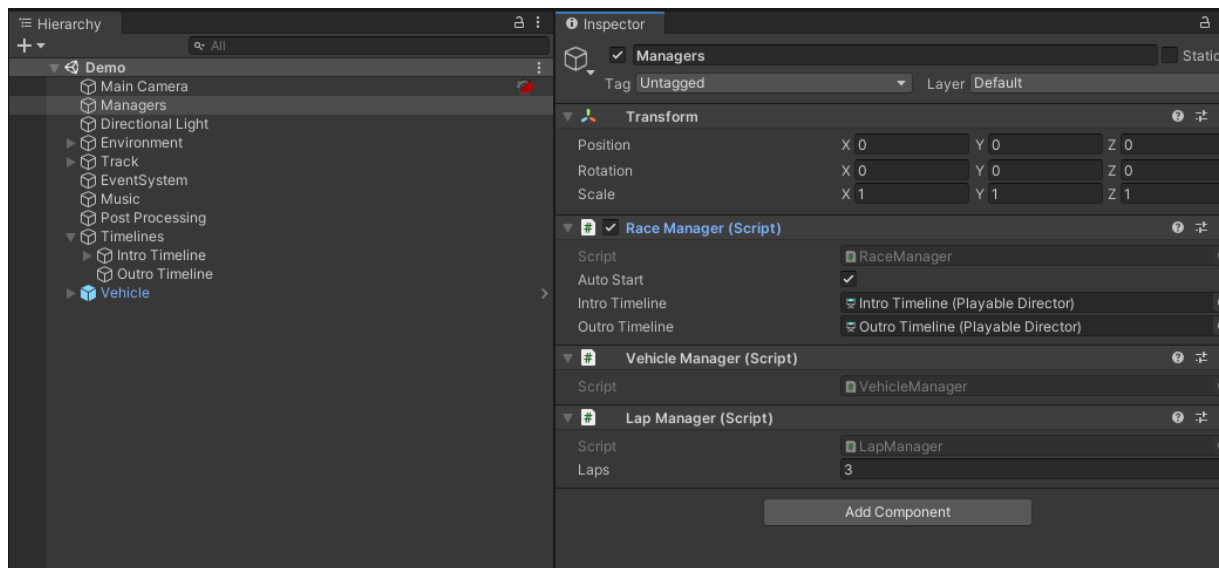 Hierarchy
All
Demo
Main Camera
Managers
Directional Light
Environment
Track
EventSystem
Music
Post Processing
Timelines
Intro Timeline
Outro Timeline
Vehicle
Inspector
Managers Static
Tag Untagged Layer Default
Transform
Position X 0 Y 0 Z 0
Rotation X 0 Y 0 Z 0
Scale X 1 Y 1 Z 1
# Race Manager (Script)
Script RaceManager
Auto Start
Intro Timeline Intro Timeline (Playable Director)
Outro Timeline Outro Timeline (Playable Director)
# Vehicle Manager (Script)
Script VehicleManager
# Lap Manager (Script)
Script LapManager
Laps 3
Add Component